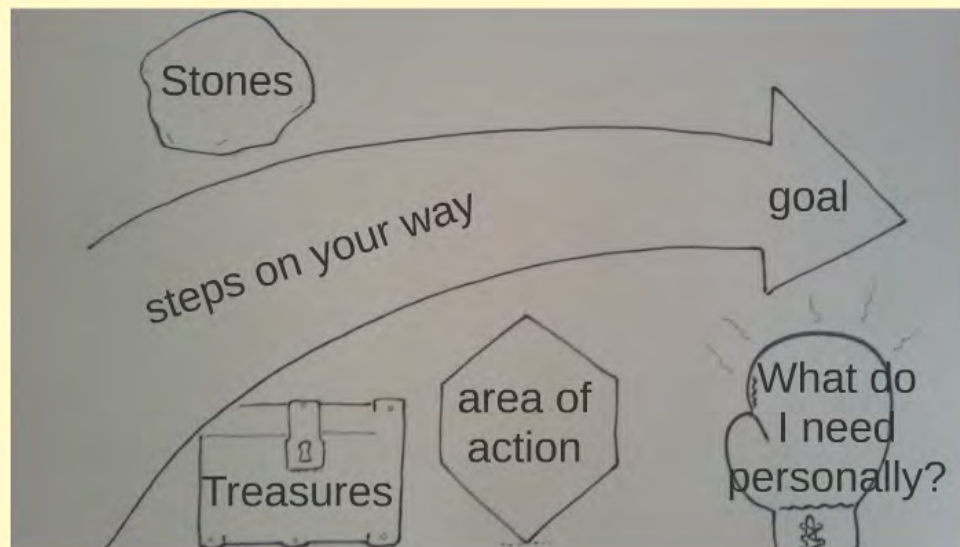 Stones
goal
steps on your way
What do
I need
personally?
area of
action
Treasures